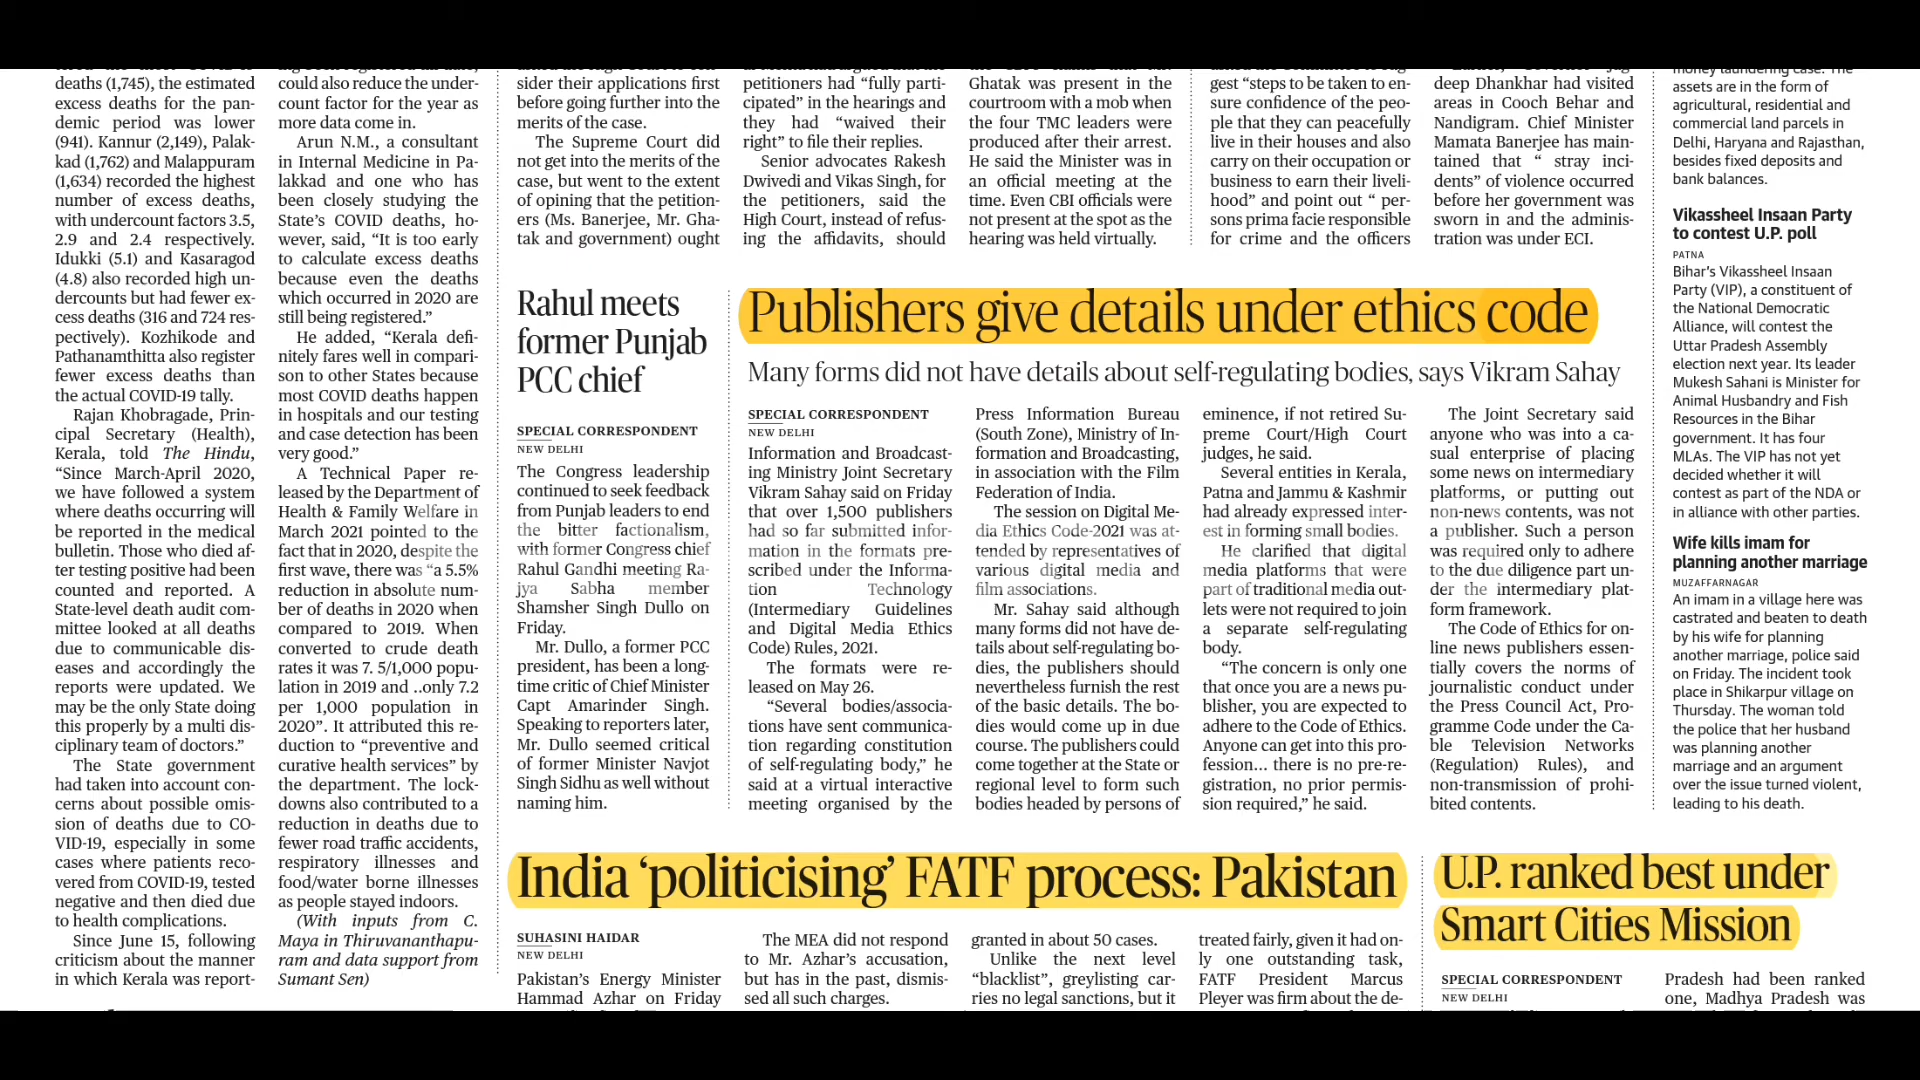 deaths (1,745), the estimated
excess deaths for the pan-
demic period was lower
(941). Kannur (2,149), Palak-
kad (1,762) and Malappuram
(1,634) recorded the highest
number of excess deaths,
with undercount factors 3.5,
2.9 and 2.4 respectively.
Idukki (5.1) and Kasaragod
(4.8) also recorded high un-
dercounts but had fewer ex-
cess deaths (316 and 724 res-
pectively). Kozhikode and
Pathanamthitta also register
fewer excess deaths than
the actual COVID-19 tally.
Rajan Khobragade, Prin-
cipal Secretary (Health),
Kerala, told The Hindu,
“Since March-April 2020,
we have followed a system
where deaths occurring will
be reported in the medical
bulletin. Those who died af-
ter testing positive had been
counted and reported. A
State-level death audit com-
mittee looked at all deaths
due to communicable dis-
eases and accordingly the
reports were updated. We
may be the only State doing
this properly by a multi dis-
ciplinary team of doctors.”
The State government
had taken into account con-
cerns about possible omis-
sion of deaths due to CO-
VID-19, especially in some
cases where patients reco-
vered from COVID-19, tested
negative and then died due
to health complications.
Since June 15, following
criticism about the manner
in which Kerala was report-
could also reduce the under-
count factor for the year as
more data come in.
Arun N.M., a consultant
in Internal Medicine in Pa-
lakkad and one who has
been closely studying the
State’s COVID deaths, ho-
wever, said, “It is too early
to calculate excess deaths
because even the deaths
which occurred in 2020 are
still being registered.”
He added, “Kerala defi-
nitely fares well in compari-
son to other States because
most COVID deaths happen
in hospitals and our testing
and case detection has been
very good.”
A Technical Paper re-
leased by the Department of
Health & Family Welfare in
March 2021 pointed to the
fact that in 2020, despite the
first wave, there was “a 5.5%
reduction in absolute num-
ber of deaths in 2020 when
compared to 2019. When
converted to crude death
rates it was 7. 5/1,000 popu-
lation in 2019 and ..only 7.2
per 1,000 population in
2020”. It attributed this re-
duction to “preventive and
curative health services” by
the department. The lock-
downs also contributed to a
reduction in deaths due to
fewer road traffic accidents,
respiratory illnesses and
food/water borne illnesses
as people stayed indoors.
(With inputs from C.
Maya in Thiruvananthapu-
ram and data support from
Sumant Sen)
sider their applications first
before going further into the
merits of the case.
The Supreme Court did
not get into the merits of the
case, but went to the extent
of opining that the petition-
ers (Ms. Banerjee, Mr. Gha-
tak and government) ought
petitioners had “fully parti-
cipated” in the hearings and
they had “waived their
right” to file their replies.
Senior advocates Rakesh
Dwivedi and Vikas Singh, for
the petitioners, said the
High Court, instead of refus-
ing the affidavits, should
Ghatak was present in the
courtroom with a mob when
the four TMC leaders were
produced after their arrest.
He said the Minister was in
an official meeting at the
time. Even CBI officials were
not present at the spot as the
hearing was held virtually.
gest “steps to be taken to en-
sure confidence of the peo-
ple that they can peacefully
live in their houses and also
carry on their occupation or
business to earn their liveli-
hood” and point out “ per-
sons prima facie responsible
for crime and the officers
deep Dhankhar had visited
areas in Cooch Behar and
Nandigram. Chief Minister
Mamata Banerjee has main-
tained that “ stray inci-
dents” of violence occurred
before her government was
sworn in and the adminis-
tration was under ECI.
Rahul meets
former Punjab
PCC chief
SPECIAL CORRESPONDENT
NEW DELHI
The Congress leadership
continued to seek feedback
from Punjab leaders to end
the bitter factionalism,
with former Congress chief
Rahul Gandhi meeting Ra-
jya Sabha member
Shamsher Singh Dullo on
Friday.
Mr. Dullo, a former PCC
president, has been a long-
time critic of Chief Minister
Capt Amarinder Singh.
Speaking to reporters later,
Mr. Dullo seemed critical
of former Minister Navjot
Singh Sidhu as well without
naming him.
Publishers give details under ethics code
Many forms did not have details about self-regulating bodies, says Vikram Sahay
SPECIAL CORRESPONDENT
NEW DELHI
Information and Broadcast-
ing Ministry Joint Secretary
Vikram Sahay said on Friday
that over 1,500 publishers
had so far submitted infor-
mation in the formats pre-
scribed under the Informa-
tion Technology
(Intermediary Guidelines
and Digital Media Ethics
Code) Rules, 2021.
The formats were re-
leased on May 26.
“Several bodies/associa-
tions have sent communica-
tion regarding constitution
of self-regulating body,” he
said at a virtual interactive
meeting organised by the
Press Information Bureau
(South Zone), Ministry of In-
formation and Broadcasting,
in association with the Film
Federation of India.
The session on Digital Me-
dia Ethics Code-2021 was at-
tended by representatives of
various digital media and
film associations.
Mr. Sahay said although
many forms did not have de-
tails about self-regulating bo-
dies, the publishers should
nevertheless furnish the rest
of the basic details. The bo-
dies would come up in due
course. The publishers could
come together at the State or
regional level to form such
bodies headed by persons of
eminence, if not retired Su-
preme Court/High Court
judges, he said.
Several entities in Kerala,
Patna and Jammu & Kashmir
had already expressed inter-
est in forming small bodies.
He clarified that digital
media platforms that were
part of traditional media out-
lets were not required to join
a separate self-regulating
body.
“The concern is only one
that once you are a news pu-
blisher, you are expected to
adhere to the Code of Ethics.
Anyone can get into this pro-
fession... there is no pre-re-
gistration, no prior permis-
sion required,” he said.
The Joint Secretary said
anyone who was into a ca-
sual enterprise of placing
some news on intermediary
platforms, or putting out
non-news contents, was not
a publisher. Such a person
was required only to adhere
to the due diligence part un-
der the intermediary plat-
form framework.
The Code of Ethics for on-
line news publishers essen-
tially covers the norms of
journalistic conduct under
the Press Council Act, Pro-
gramme Code under the Ca-
ble Television Networks
(Regulation) Rules), and
non-transmission of prohi-
bited contents.
money laundering case. The
assets are in the form of
agricultural, residential and
commercial land parcels in
Delhi, Haryana and Rajasthan,
besides fixed deposits and
bank balances.
Vikassheel Insaan Party
to contest U.P. poll
PATNA
Bihar’s Vikassheel Insaan
Party (VIP), a constituent of
the National Democratic
Alliance, will contest the
Uttar Pradesh Assembly
election next year. Its leader
Mukesh Sahani is Minister for
Animal Husbandry and Fish
Resources in the Bihar
government. It has four
MLAs. The VIP has not yet
decided whether it will
contest as part of the NDA or
in alliance with other parties.
Wife kills imam for
planning another marriage
MUZAFFARNAGAR
An imam in a village here was
castrated and beaten to death
by his wife for planning
another marriage, police said
on Friday. The incident took
place in Shikarpur village on
Thursday. The woman told
the police that her husband
was planning another
marriage and an argument
over the issue turned violent,
leading to his death.
India ‘politicising’ FATF process: Pakistan
SUHASINI HAIDAR
NEW DELHI
Pakistan’s Energy Minister
Hammad Azhar on Friday
The MEA did not respond
to Mr. Azhar’s accusation,
but has in the past, dismis-
sed all such charges.
granted in about 50 cases.
Unlike the next level
“blacklist”, greylisting car-
ries no legal sanctions, but it
treated fairly, given it had on-
ly one outstanding task,
FATF President Marcus
Pleyer was firm about the de-
U.P. ranked best under
Smart Cities Mission
SPECIAL CORRESPONDENT
NEW DELHI
Pradesh had been ranked
one, Madhya Pradesh was